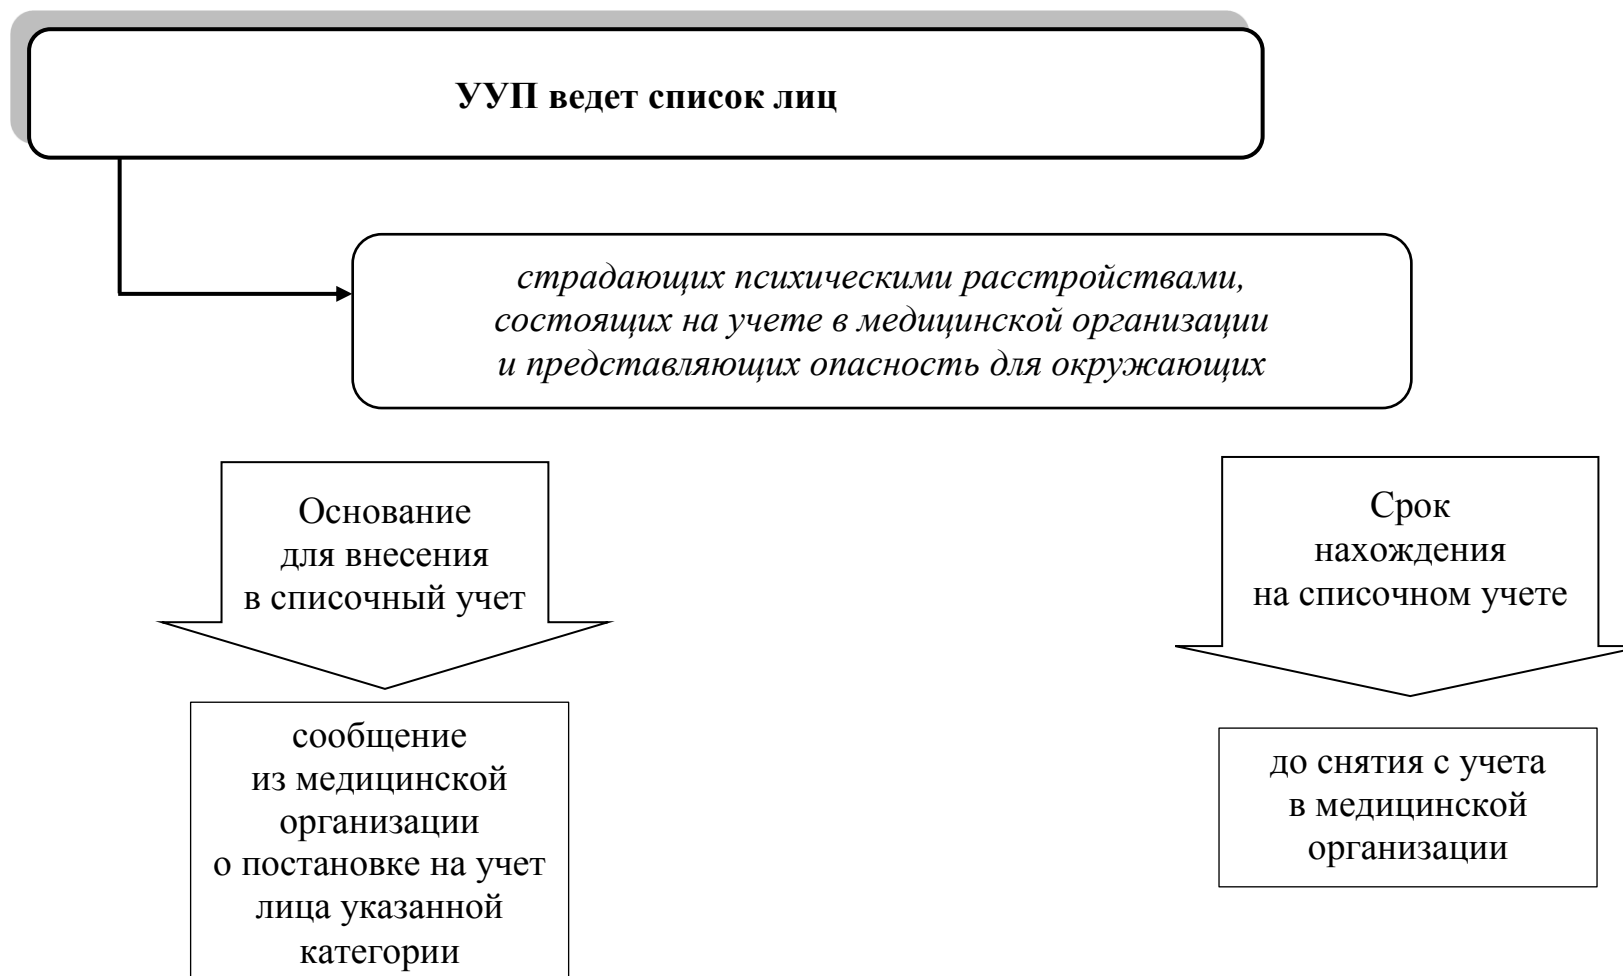 УУП ведет список лиц
страдающих психическими расстройствами,
состоящих на учете в медицинской организации
и представляющих опасность для окружающих
Основание
для внесения
в списочный учет
сообщение
из медицинской
организации
о постановке на учет
лица указанной
категории
Срок
нахождения
на списочном учете
до снятия с учета
в медицинской
организации